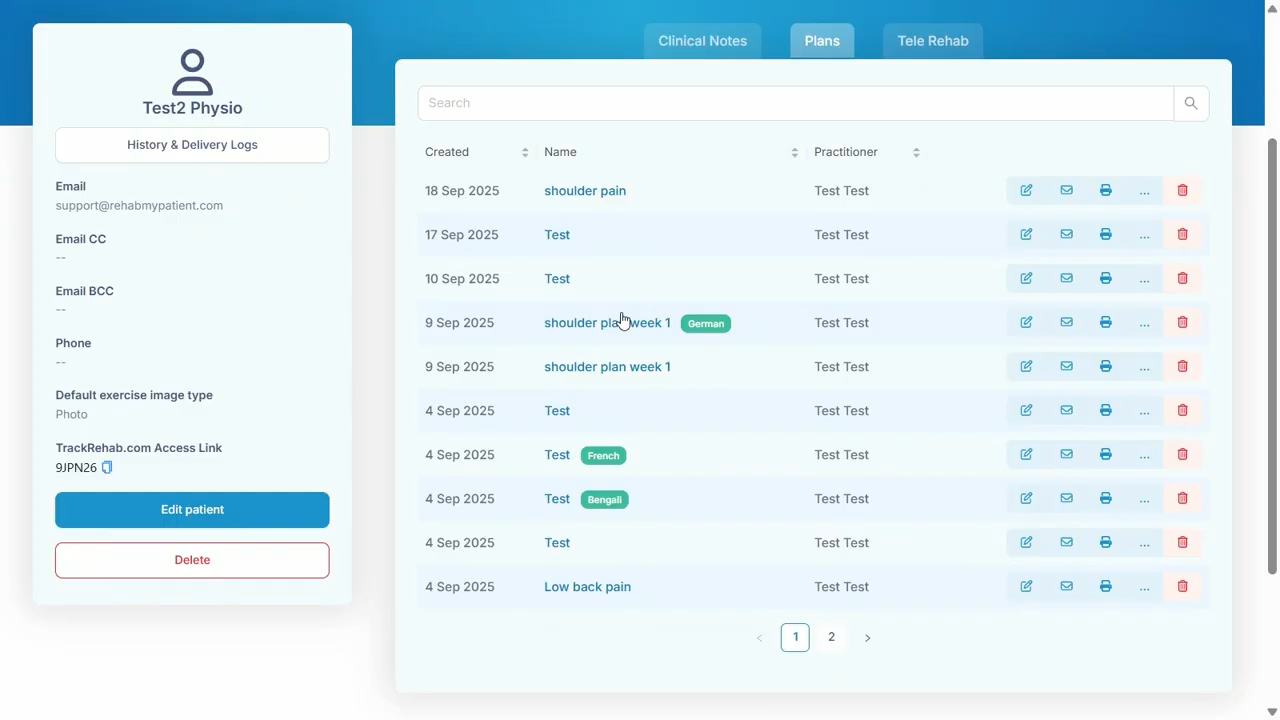 Clinical Notes
Plans
Tele Rehab
Test2 Physio
History & Delivery Logs
Email
support@rehabmypatient.com
Email CC
--
Email BCC
--
Phone
--
Default exercise image type
Photo
TrackRehab.com Access Link
9JPN26
Edit patient
Delete
Search
Created Name Practitioner
18 Sep 2025 shoulder pain Test Test ...
17 Sep 2025 Test Test Test ...
10 Sep 2025 Test Test Test ...
9 Sep 2025 shoulder plan week 1 German Test Test ...
9 Sep 2025 shoulder plan week 1 Test Test ...
4 Sep 2025 Test Test Test ...
4 Sep 2025 Test French Test Test ...
4 Sep 2025 Test Bengali Test Test ...
4 Sep 2025 Test Test Test ...
4 Sep 2025 Low back pain Test Test ...
< 1 2 >